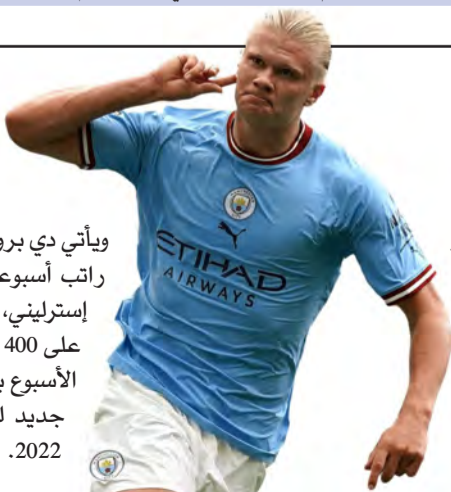 ويأتي دي برو
راتب أسبوع
إسترليني،
على 400
الأسبوع ب
جديد ل
2022.
ETIHAD
AIRWAYS